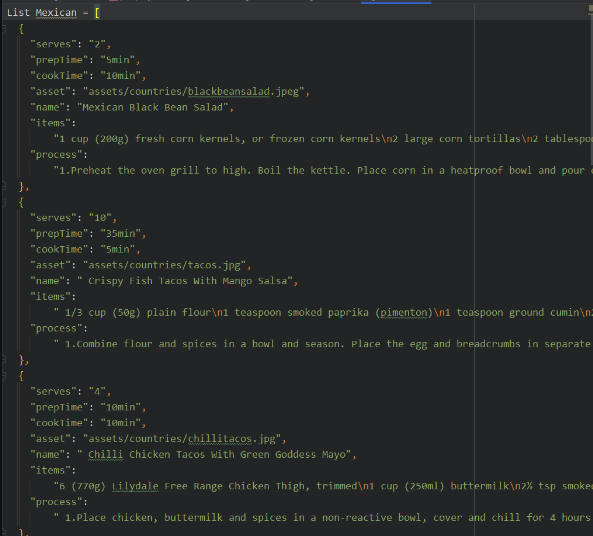 List Mexican = [
{
"serves": "2",
"prepTime": "5min",
"cookTime": "10min",
"asset": "assets/countries/blackbeansalad.jpeg",
"name": "Mexican Black Bean Salad",
"items":
"1 cup (200g) fresh corn kernels, or frozen corn kernels\n2 large corn tortillas\n2 tablespo
"process":
"1.Preheat the oven grill to high. Boil the kettle. Place corn in a heatproof bowl and pour
},
{
"serves": "10",
"prepTime": "35min",
"cookTime": "5min",
"asset": "assets/countries/tacos.jpg",
"name": " Crispy Fish Tacos With Mango Salsa",
"items":
" 1/3 cup (50g) plain flour\n1 teaspoon smoked paprika (pimenton)\n1 teaspoon ground cumin\n
"process":
" 1.Combine flour and spices in a bowl and season. Place the egg and breadcrumbs in separate
},
{
"serves": "4",
"prepTime": "10min",
"cookTime": "10min",
"asset": "assets/countries/chillitacos.jpg",
"name": " Chilli Chicken Tacos With Green Goddess Mayo",
"items":
"6 (770g) Lilydale Free Range Chicken Thigh, trimmed\n1 cup (250ml) buttermilk\n2½ tsp smoke
"process":
" 1.Place chicken, buttermilk and spices in a non-reactive bowl, cover and chill for 4 hours
},